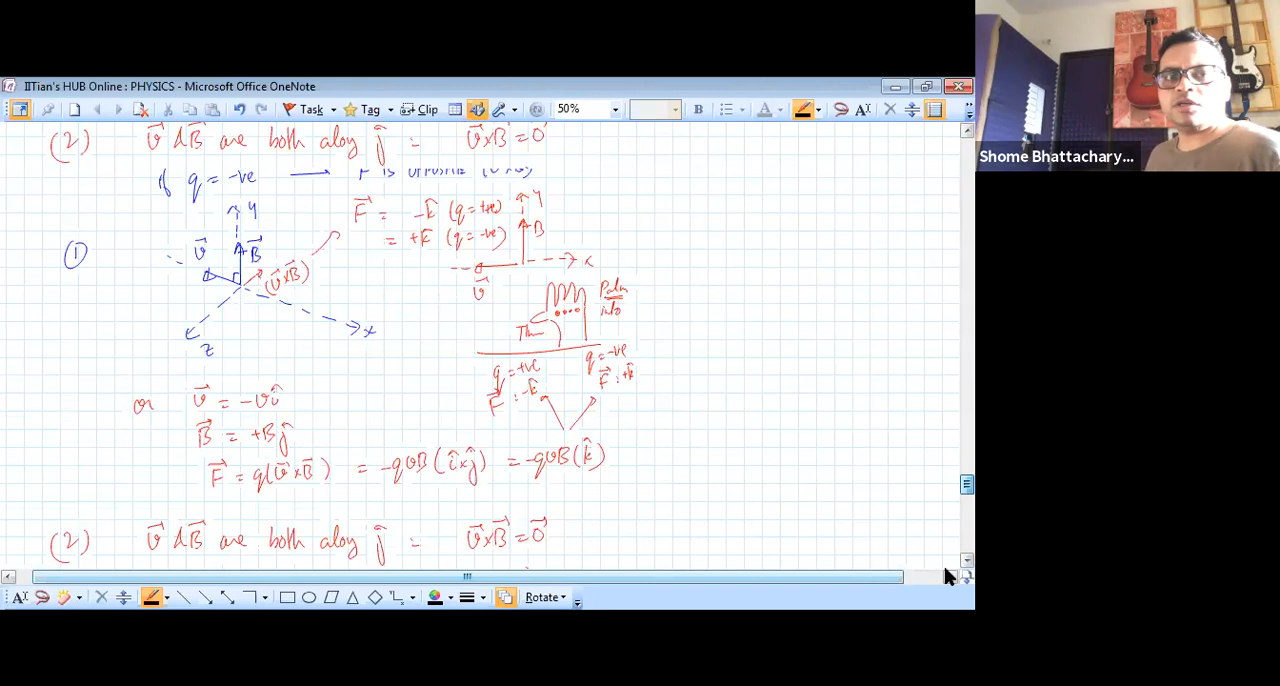 IITian's HUB Online : PHYSICS - Microsoft Office OneNote
Task Tag Clip 50% B A
(2) v⃗ & B⃗ are both along ĵ = v⃗×B⃗=0⃗
If q = -ve → F is opposite (v×B)
F⃗ = -k̂ (q=+ve)
= +k̂ (q=-ve)
①
Y
v⃗
B⃗
(v⃗×B⃗)
x
z
Y
B
x
v⃗
Palm
into
q=+ve
F⃗ : -k̂
q=-ve
F⃗ : +k̂
or v⃗ = -vî
B⃗ = +Bĵ
F⃗ = q(v⃗×B⃗) = -qvB(î×ĵ) = -qvB(k̂)
(2) v⃗ & B⃗ are both along ĵ = v⃗×B⃗=0⃗
Rotate
Shome Bhattachary...